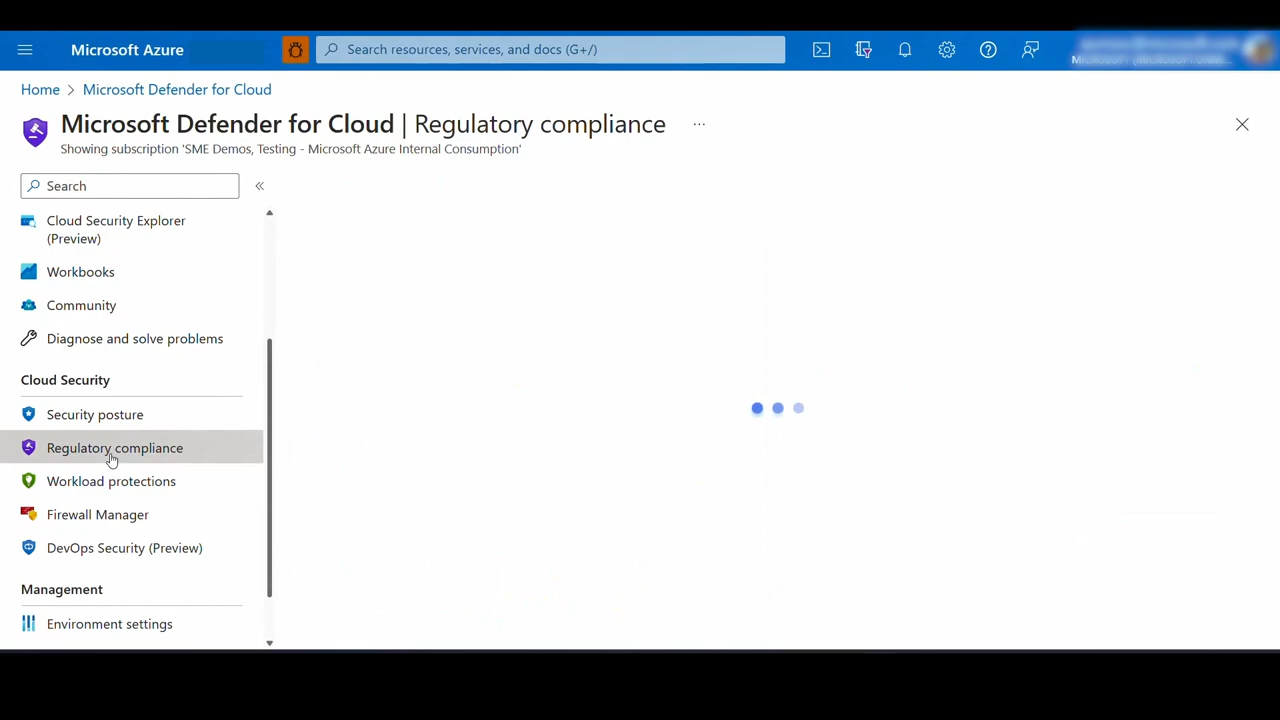 Microsoft Azure
Search resources, services, and docs (G+/)
Home > Microsoft Defender for Cloud
Microsoft Defender for Cloud | Regulatory compliance ...
Showing subscription 'SME Demos, Testing - Microsoft Azure Internal Consumption'
Search «
Cloud Security Explorer
(Preview)
Workbooks
Community
Diagnose and solve problems
Cloud Security
Security posture
Regulatory compliance
Workload protections
Firewall Manager
DevOps Security (Preview)
Management
Environment settings